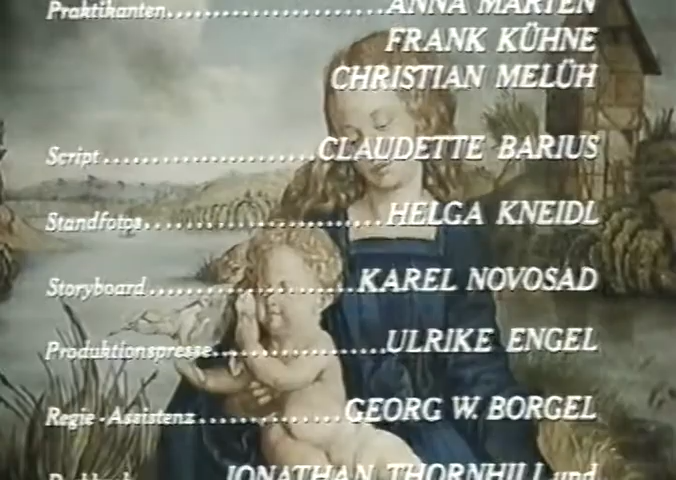 Praktikanten....................ANNA MARTEN
FRANK KÜHNE
CHRISTIAN MELÜH
Script....................CLAUDETTE BARIUS
Standfotos......................HELGA KNEIDL
Storyboard....................KAREL NOVOSAD
Produktionspresse................ULRIKE ENGEL
Regie-Assistenz..............GEORG W. BORGEL
JONATHAN THORNHILL und